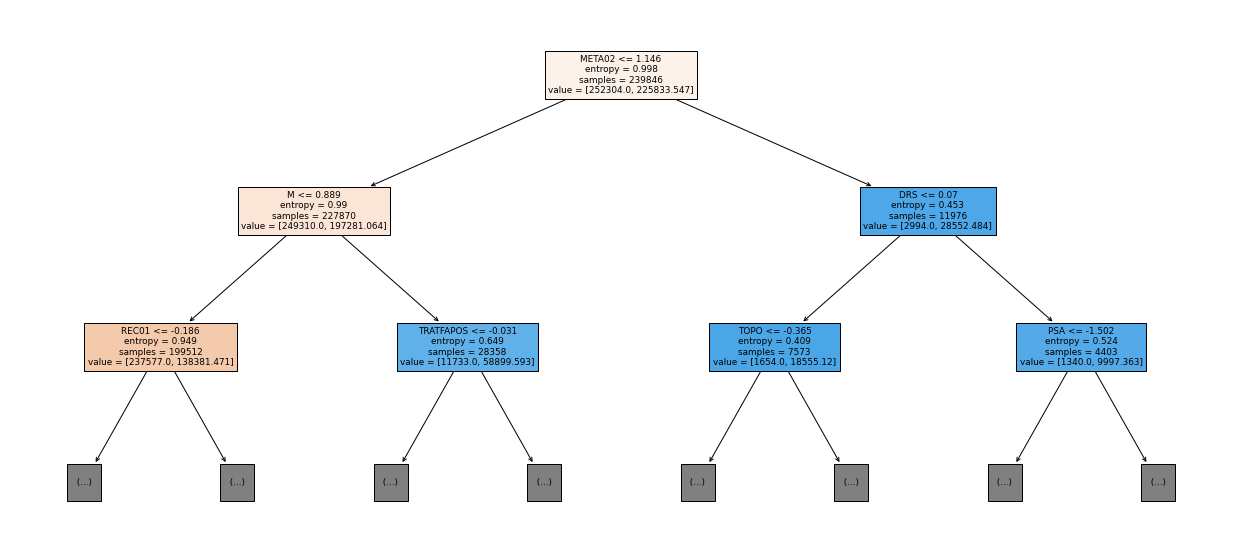 META02 <= 1.146
entropy = 0.998
samples = 239846
value = [252304.0, 225833.547]
M <= 0.889
entropy = 0.99
samples = 227870
value = [249310.0, 197281.064]
DRS <= 0.07
entropy = 0.453
samples = 11976
value = [2994.0, 28552.484]
REC01 <= -0.186
entropy = 0.949
samples = 199512
value = [237577.0, 138381.471]
TRATFAPOS <= -0.031
entropy = 0.649
samples = 28358
value = [11733.0, 58899.593]
TOPO <= -0.365
entropy = 0.409
samples = 7573
value = [1654.0, 18555.12]
PSA <= -1.502
entropy = 0.524
samples = 4403
value = [1340.0, 9997.363]
(...)
(...)
(...)
(...)
(...)
(...)
(...)
(...)